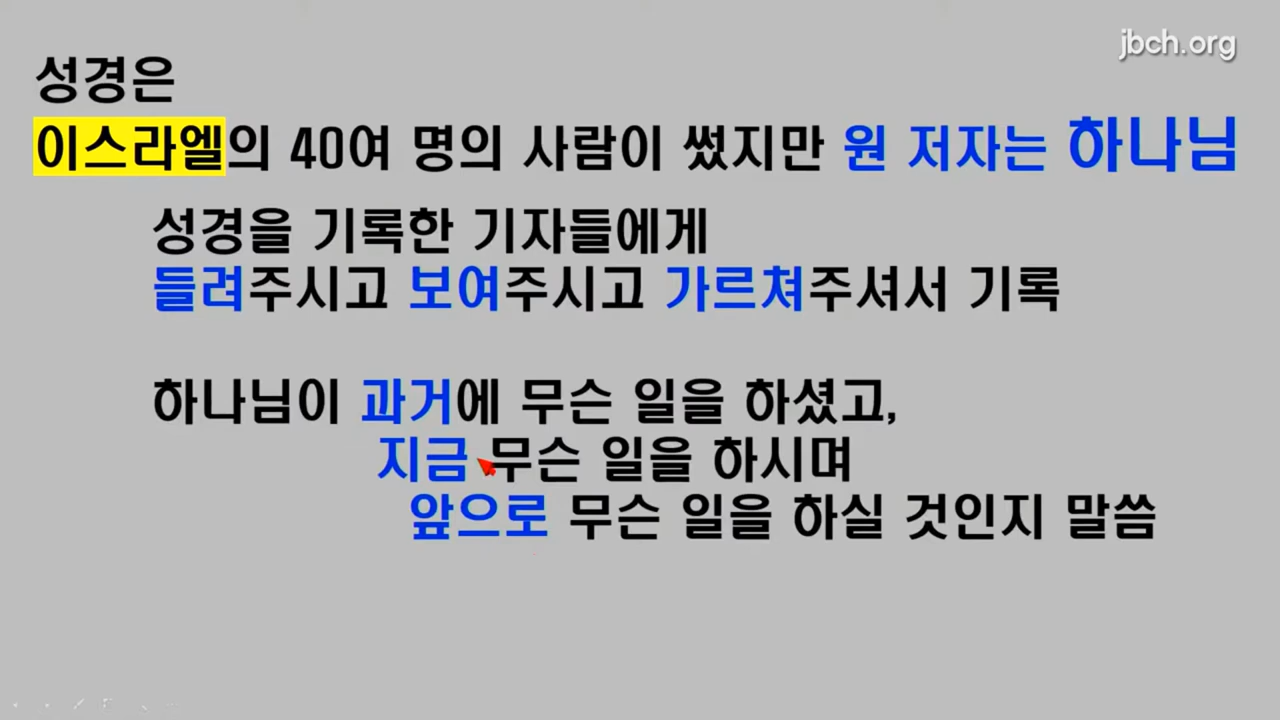 jbch.org
성경은
이스라엘의 40여 명의 사람이 썼지만 원 저자는 하나님
성경을 기록한 기자들에게
들려주시고 보여주시고 가르쳐주셔서 기록
하나님이 과거에 무슨 일을 하셨고,
지금 무슨 일을 하시며
앞으로 무슨 일을 하실 것인지 말씀